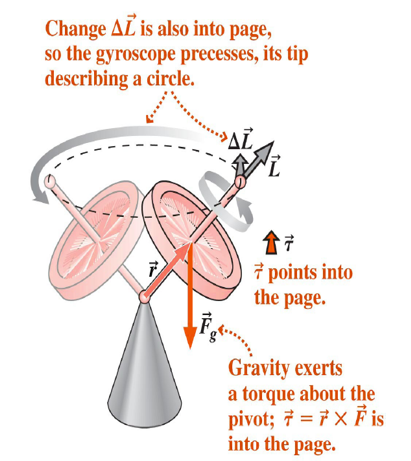 Change ΔL⃗ is also into page,
so the gyroscope precesses, its tip
describing a circle.
ΔL⃗
L⃗
τ⃗
r⃗
τ⃗ points into
the page.
F⃗g
Gravity exerts
a torque about the
pivot; τ⃗ = r⃗ × F⃗ is
into the page.